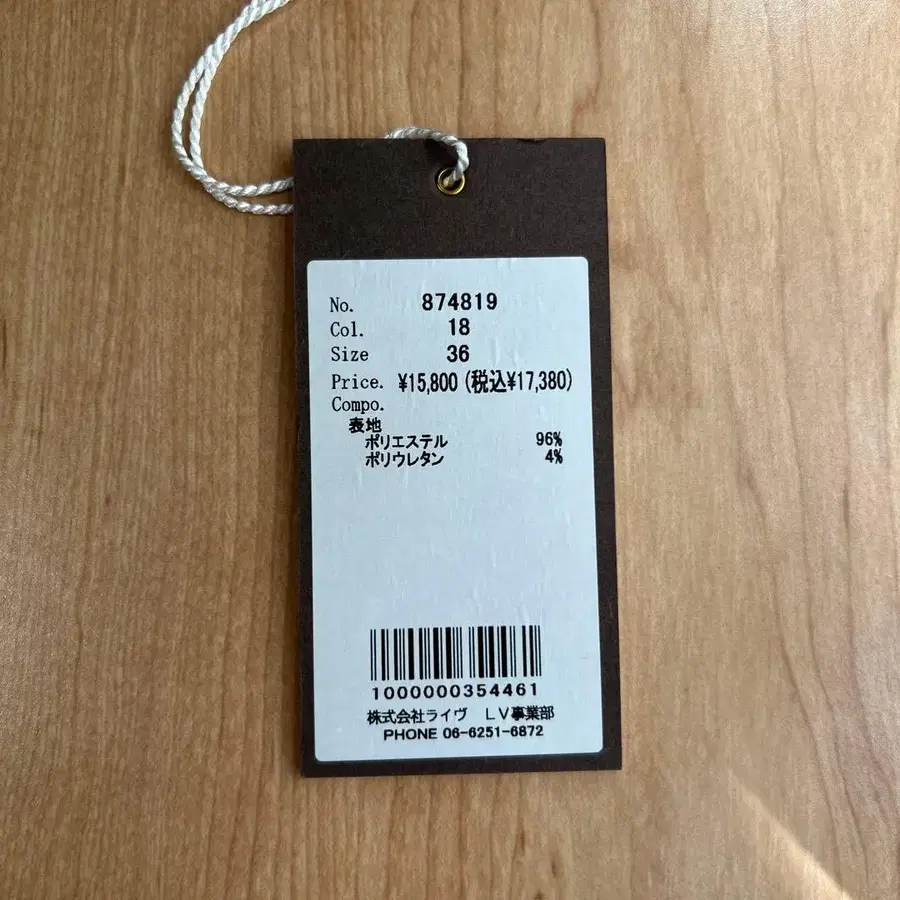 No. 874819
Col. 18
Size 36
Price. ¥15,800 (税込¥17,380)
Compo.
表地
ポリエステル 96%
ポリウレタン 4%
1000000354461
株式会社ライヴ LV事業部
PHONE 06-6251-6872